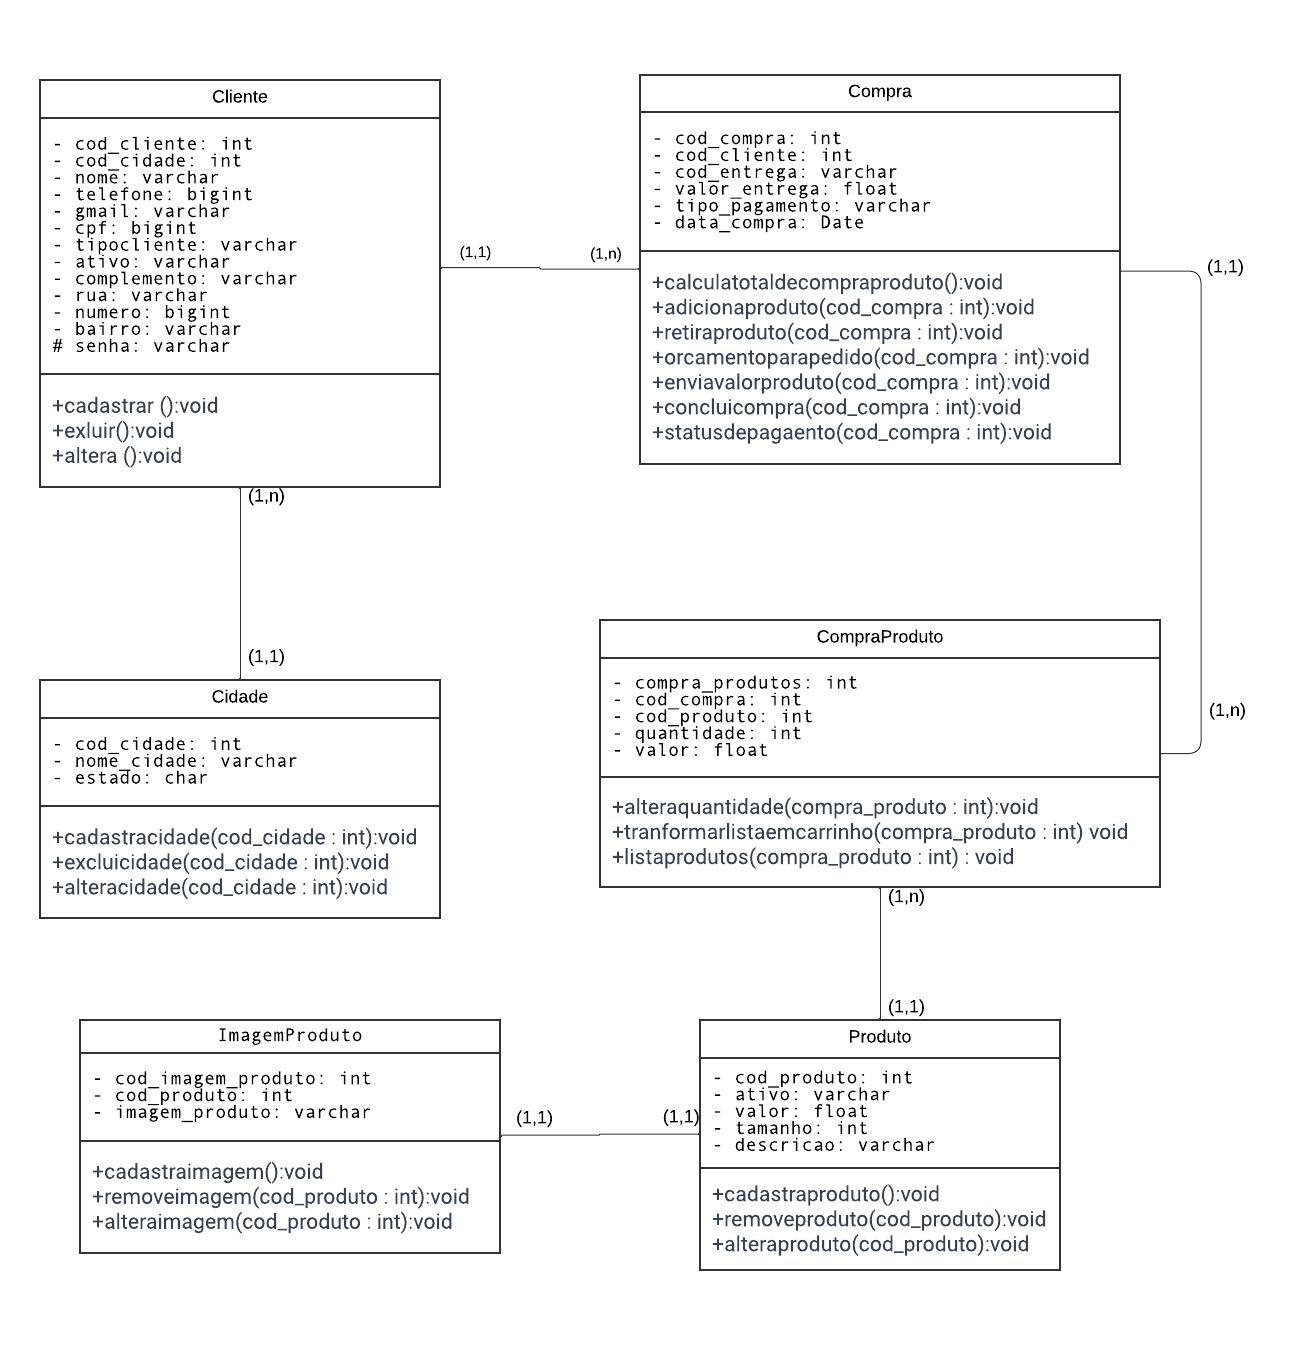 Cliente
- cod_cliente: int
- cod_cidade: int
- nome: varchar
- telefone: bigint
- gmail: varchar
- cpf: bigint
- tipocliente: varchar
- ativo: varchar
- complemento: varchar
- rua: varchar
- numero: bigint
- bairro: varchar
# senha: varchar
+cadastrar ():void
+exluir():void
+altera ():void
(1,1)
(1,n)
Compra
- cod_compra: int
- cod_cliente: int
- cod_entrega: varchar
- valor_entrega: float
- tipo_pagamento: varchar
- data_compra: Date
+calculatotaldecompraproduto():void
+adicionaproduto(cod_compra : int):void
+retiraproduto(cod_compra : int):void
+orcamentoparapedido(cod_compra : int):void
+enviavalorproduto(cod_compra : int):void
+concluicompra(cod_compra : int):void
+statusdepagaento(cod_compra : int):void
(1,1)
(1,n)
(1,n)
(1,1)
Cidade
- cod_cidade: int
- nome_cidade: varchar
- estado: char
+cadastracidade(cod_cidade : int):void
+excluicidade(cod_cidade : int):void
+alteracidade(cod_cidade : int):void
CompraProduto
- compra_produtos: int
- cod_compra: int
- cod_produto: int
- quantidade: int
- valor: float
+alteraquantidade(compra_produto : int):void
+tranformarlistaemcarrinho(compra_produto : int) void
+listaprodutos(compra_produto : int) : void
(1,n)
(1,1)
ImagemProduto
- cod_imagem_produto: int
- cod_produto: int
- imagem_produto: varchar
+cadastraimagem():void
+removeimagem(cod_produto : int):void
+alteraimagem(cod_produto : int):void
(1,1)
(1,1)
Produto
- cod_produto: int
- ativo: varchar
- valor: float
- tamanho: int
- descricao: varchar
+cadastraproduto():void
+removeproduto(cod_produto):void
+alteraproduto(cod_produto):void